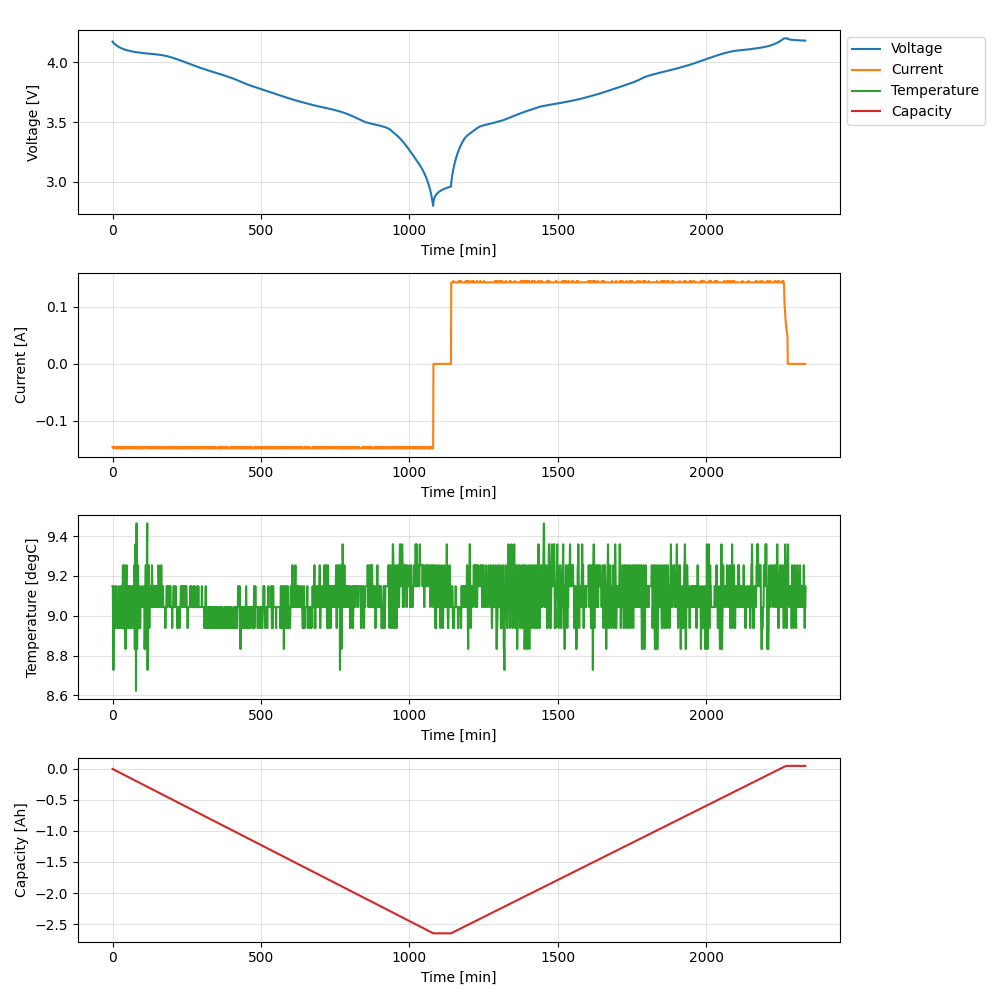 4.0
3.5
3.0
Voltage [V]
0 500 1000 1500 2000
Time [min]
Voltage
Current
Temperature
Capacity
0.1
0.0
−0.1
Current [A]
0 500 1000 1500 2000
Time [min]
9.4
9.2
9.0
8.8
8.6
Temperature [degC]
0 500 1000 1500 2000
Time [min]
0.0
−0.5
−1.0
−1.5
−2.0
−2.5
Capacity [Ah]
0 500 1000 1500 2000
Time [min]